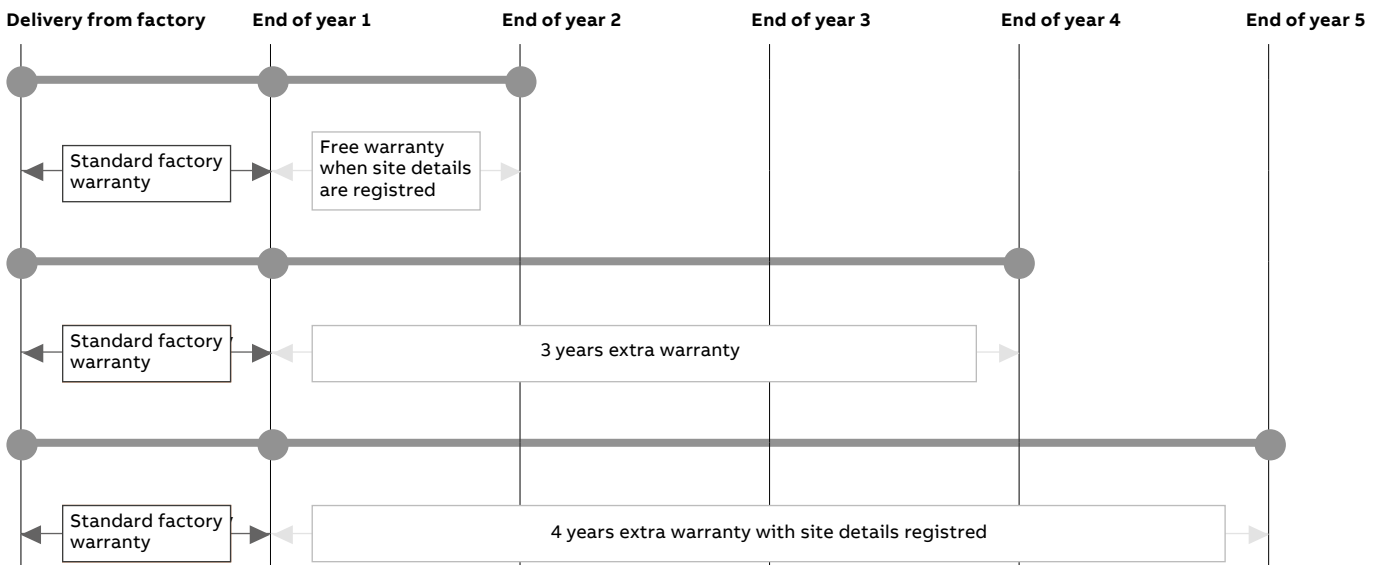 Delivery from factory
End of year 1
End of year 2
End of year 3
End of year 4
End of year 5
Standard factory
warranty
Free warranty
when site details
are registred
Standard factory
warranty
3 years extra warranty
Standard factory
warranty
4 years extra warranty with site details registred